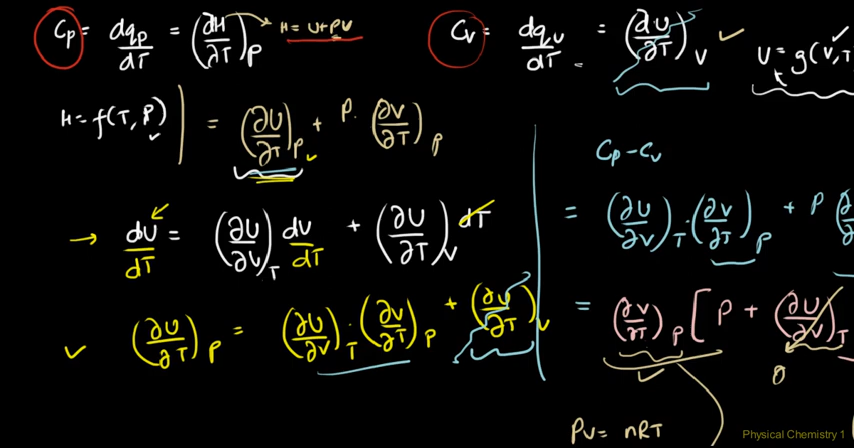 Cp = dqp/dT = (∂H/∂T)P → H = U + PV
H = f(T, P) = (∂U/∂T)P + P (∂V/∂T)P
→ dU/dT = (∂U/∂V)T dV/dT + (∂U/∂T)V dT
(∂U/∂T)P = (∂U/∂V)T · (∂V/∂T)P + (∂U/∂T)V
Cv = dqv/dT = (∂U/∂T)V
U = g(V, T
Cp - Cv
= (∂U/∂V)T · (∂V/∂T)P + P
= (∂V/∂T)P [P + (∂U/∂V)T
0
PV = nRT
Physical Chemistry 1